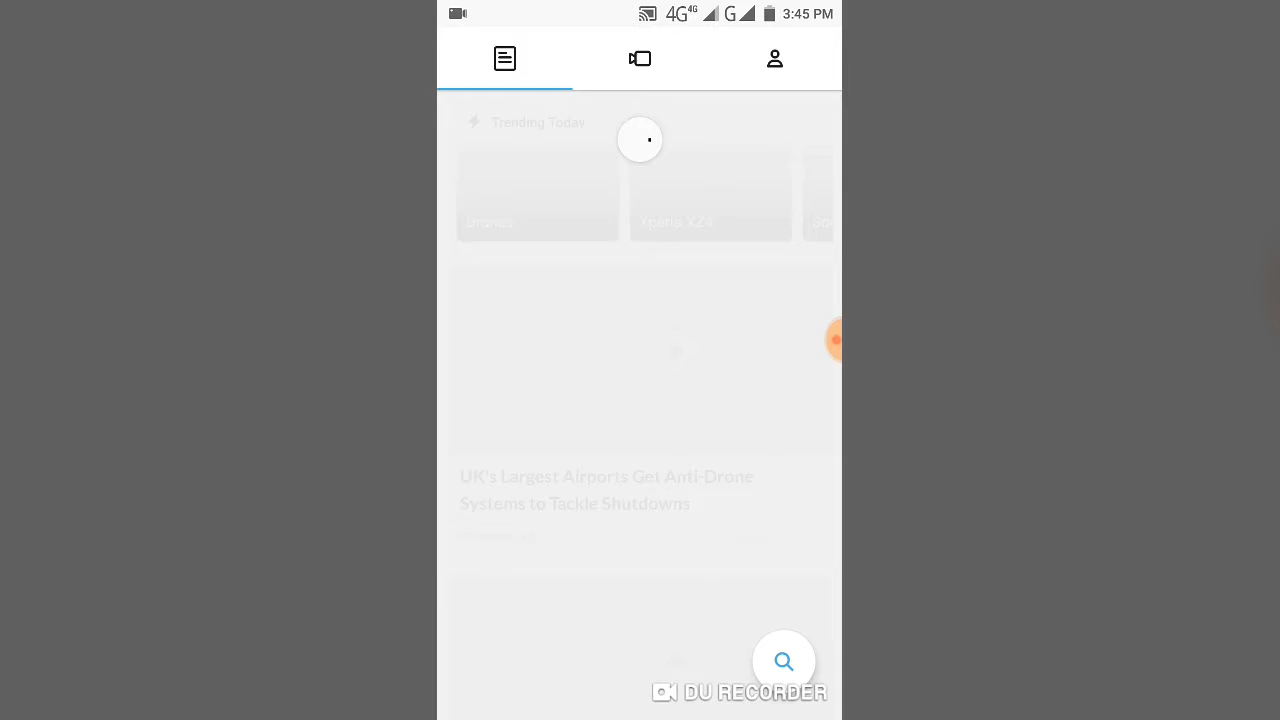 4G 4G G 3:45 PM
Trending Today
Drones Xperia XZ4
UK's Largest Airports Get Anti-Drone
Systems to Tackle Shutdowns
DU RECORDER